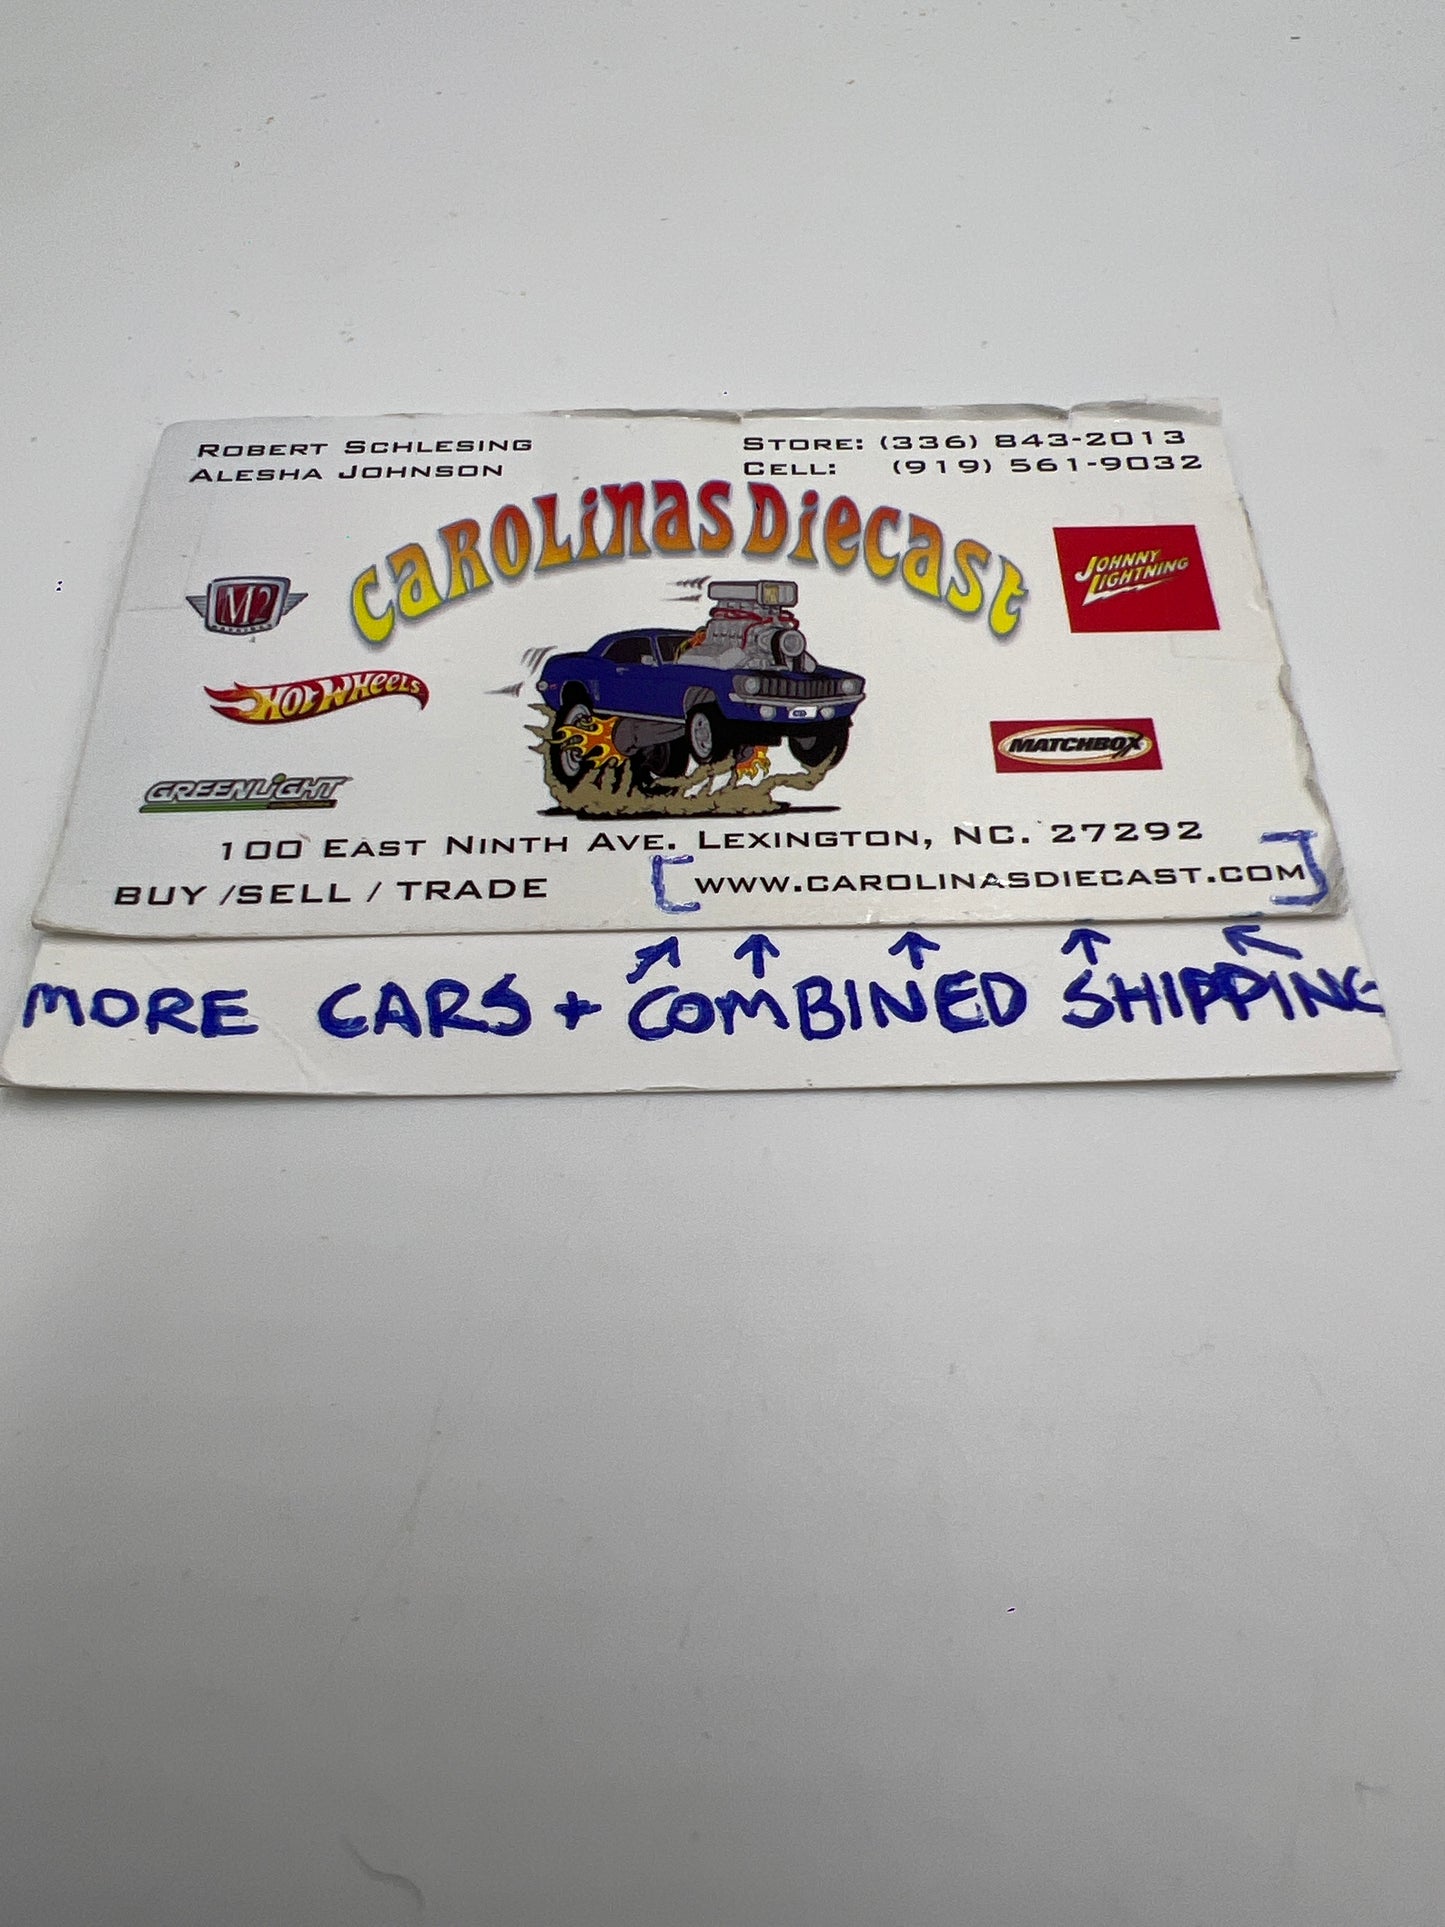 ROBERT SCHLESING
ALESHA JOHNSON
STORE: (336) 843-2013
CELL: (919) 561-9032
CAROLINAS DIECAST
JOHNNY LIGHTNING
M2
HOT WHEELS
MATCHBOX
GREENLIGHT
100 EAST NINTH AVE. LEXINGTON, NC. 27292
BUY /SELL / TRADE
[WWW.CAROLINASDIECAST.COM]
MORE CARS + COMBINED SHIPPING